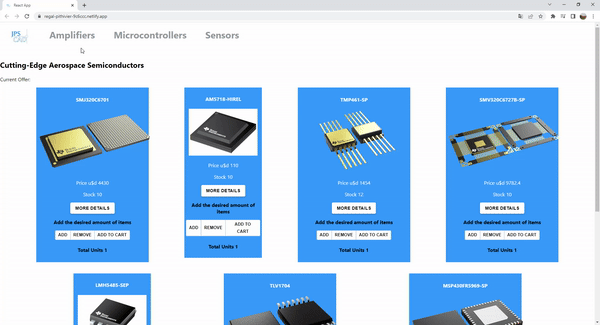 React App
regal-pithivier-fidicci.netlify.app
JPS
Amplifiers Microcontrollers Sensors
Cutting-Edge Aerospace Semiconductors
Current Offer:
SMJ320C6701
Price u$d 4430
Stock 10
MORE DETAILS
Add the desired amount of items
ADD REMOVE ADD TO CART
Total Units 1
AM5718-HIREL
Price u$d 110
Stock 10
MORE DETAILS
Add the desired amount of
items
ADD REMOVE ADD TO
CART
Total Units 1
TMP461-SP
Price u$d 1454
Stock 12
MORE DETAILS
Add the desired amount of items
ADD REMOVE ADD TO CART
Total Units 1
SMV320C6727B-SP
Price u$d 9782.4
Stock 10
MORE DETAILS
Add the desired amount of items
ADD REMOVE ADD TO CART
Total Units 1
LMH5485-SEP
TLV1704
MSP430FR5969-SP